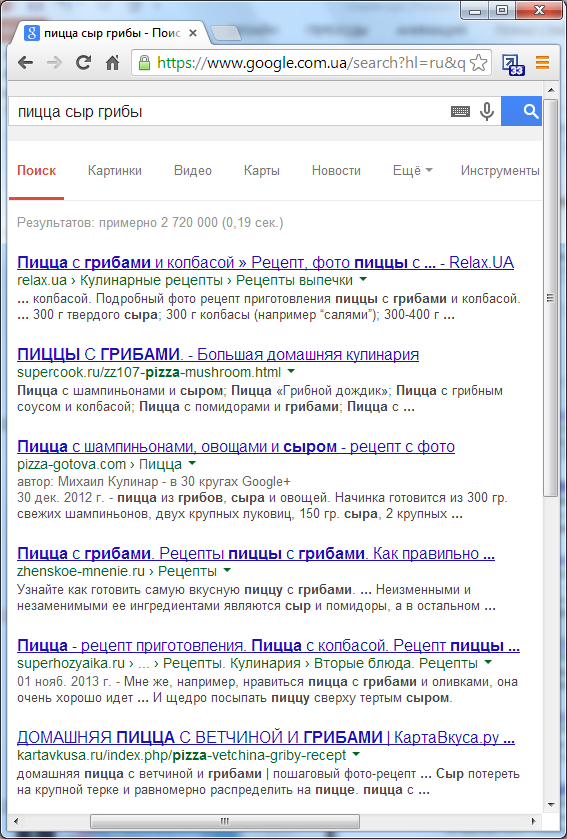 пицца сыр грибы - Поис
https://www.google.com.ua/search?hl=ru&q
33
пицца сыр грибы
Поиск Картинки Видео Карты Новости Ещё Инструменты
Результатов: примерно 2 720 000 (0,19 сек.)
Пицца с грибами и колбасой » Рецепт, фото пиццы с ... - Relax.UA
relax.ua › Кулинарные рецепты › Рецепты выпечки
... колбасой. Подробный фото рецепт приготовления пиццы с грибами и колбасой.
... 300 г твердого сыра; 300 г колбасы (например “салями”); 300-400 г ...
ПИЦЦЫ С ГРИБАМИ. - Большая домашняя кулинария
supercook.ru/zz107-pizza-mushroom.html
Пицца с шампиньонами и сыром; Пицца «Грибной дождик»; Пицца с грибным
соусом и колбасой; Пицца с помидорами и грибами; Пицца с ...
Пицца с шампиньонами, овощами и сыром - рецепт с фото
pizza-gotova.com › Пицца
автор: Михаил Кулинар - в 30 кругах Google+
30 дек. 2012 г. - пицца из грибов, сыра и овощей. Начинка готовится из 300 гр.
свежих шампиньонов, двух крупных луковиц, 150 гр. сыра, 2 крупных ...
Пицца с грибами. Рецепты пиццы с грибами. Как правильно ...
zhenskoe-mnenie.ru › Рецепты
Узнайте как готовить самую вкусную пиццу с грибами. ... Неизменными и
незаменимыми ее ингредиентами являются сыр и помидоры, а в остальном ...
Пицца - рецепт приготовления. Пицца с колбасой. Рецепт пиццы ...
superhozyaika.ru › ... › Рецепты. Кулинария › Вторые блюда. Рецепты
01 нояб. 2013 г. - Мне же, например, нравиться пицца с грибами и оливками, она
очень хорошо идет ... И щедро посыпать пиццу сверху тертым сыром.
ДОМАШНЯЯ ПИЦЦА С ВЕТЧИНОЙ И ГРИБАМИ | КартаВкуса.ру ...
kartavkusa.ru/index.php/pizza-vetchina-griby-recept
домашняя пицца с ветчиной и грибами | пошаговый фото-рецепт ... Сыр потереть
на крупной терке и равномерно распределить на пицце. пицца с ...